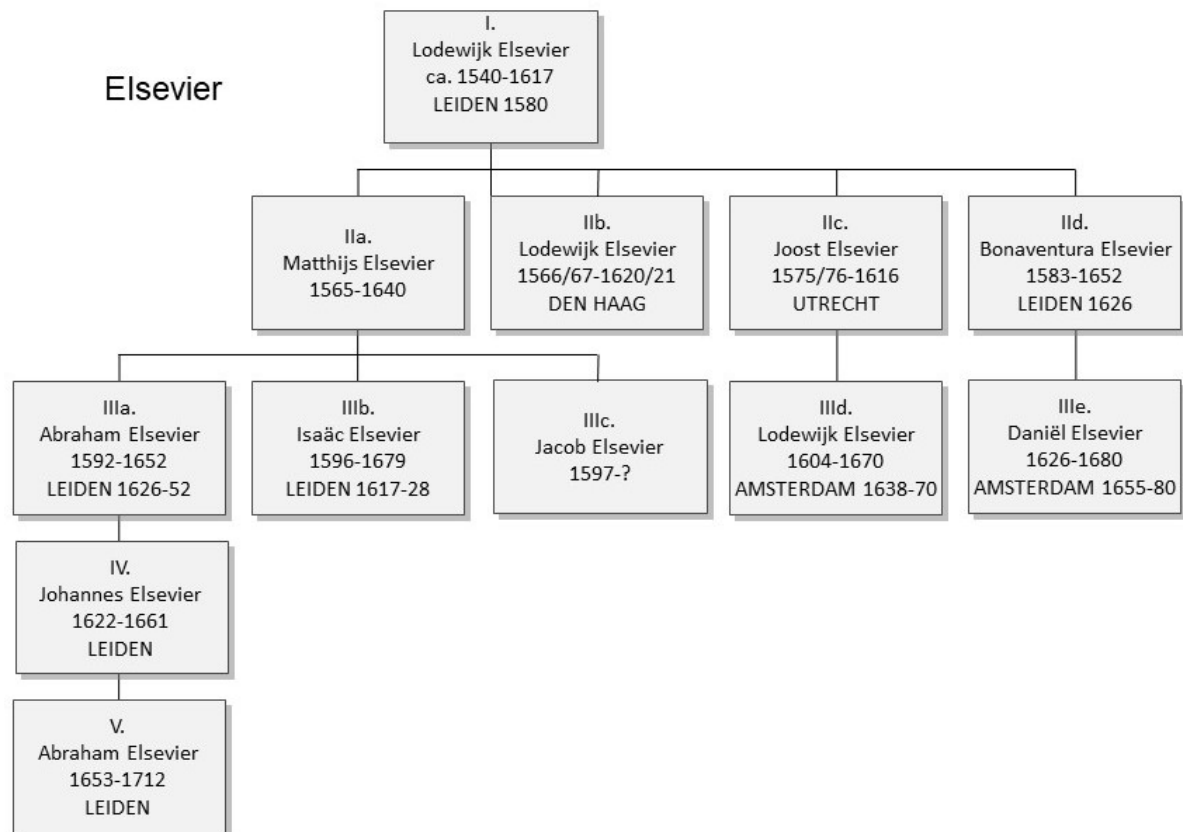 Elsevier
I.
Lodewijk Elsevier
ca. 1540-1617
LEIDEN 1580
IIa.
Matthijs Elsevier
1565-1640
IIb.
Lodewijk Elsevier
1566/67-1620/21
DEN HAAG
IIc.
Joost Elsevier
1575/76-1616
UTRECHT
IId.
Bonaventura Elsevier
1583-1652
LEIDEN 1626
IIIa.
Abraham Elsevier
1592-1652
LEIDEN 1626-52
IIIb.
Isaäc Elsevier
1596-1679
LEIDEN 1617-28
IIIc.
Jacob Elsevier
1597-?
IIId.
Lodewijk Elsevier
1604-1670
AMSTERDAM 1638-70
IIIe.
Daniël Elsevier
1626-1680
AMSTERDAM 1655-80
IV.
Johannes Elsevier
1622-1661
LEIDEN
V.
Abraham Elsevier
1653-1712
LEIDEN